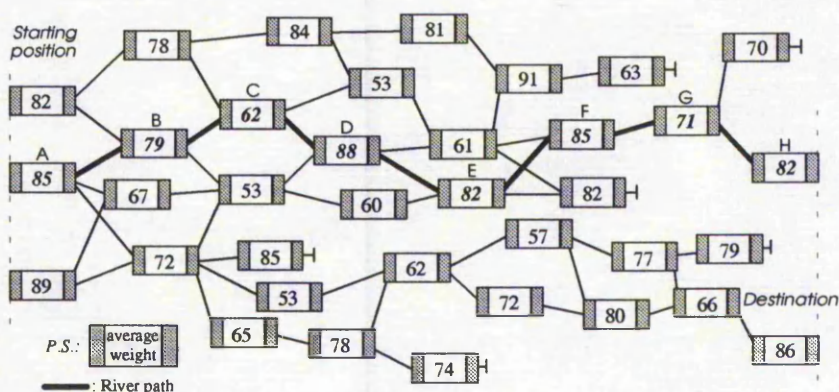 Starting
position
78
84
81
63
70
82
C
53
91
B
62
D
F
G
A
79
88
61
85
71
H
85
67
53
60
E
82
82
82
89
72
85
62
57
77
79
53
72
80
66
Destination
P.S.:
average
weight
65
78
74
86
: River path